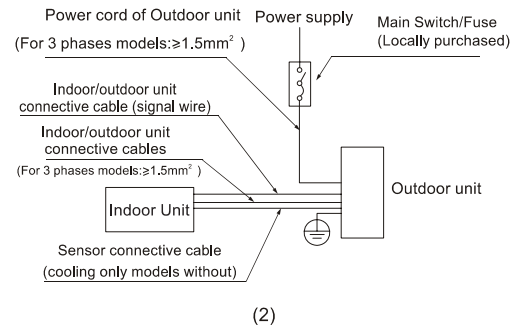 Power cord of Outdoor unit
(For 3 phases models:≥1.5mm² )
Power supply
Main Switch/Fuse
(Locally purchased)
Indoor/outdoor unit
connective cable (signal wire)
Indoor/outdoor unit
connective cables
(For 3 phases models:≥1.5mm² )
Indoor Unit
Outdoor unit
Sensor connective cable
(cooling only models without)
(2)